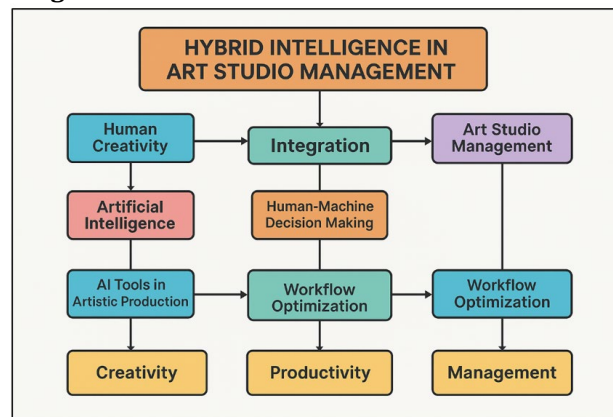 HYBRID INTELLIGENCE IN
ART STUDIO MANAGEMENT
Human
Creativity
Integration
Art Studio
Management
Artificial
Intelligence
Human-Machine
Decision Making
AI Tools in
Artistic Production
Workflow
Optimization
Workflow
Optimization
Creativity
Productivity
Management